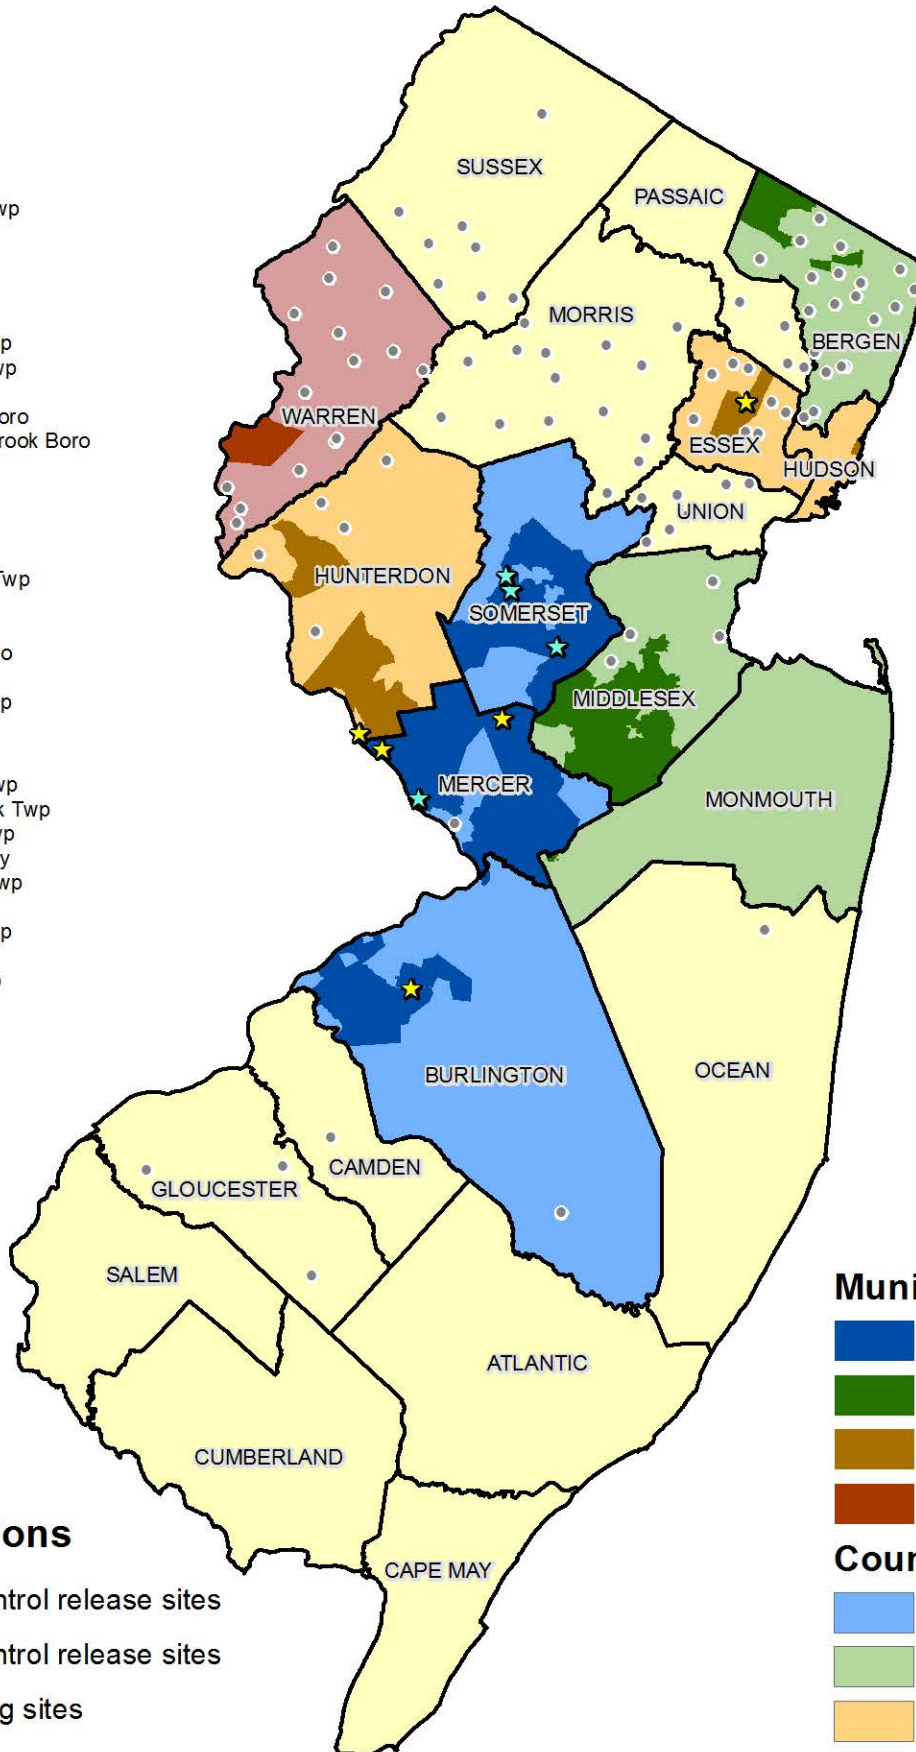 SUSSEX
PASSAIC
wp
MORRIS
BERGEN
p
wp
oro
WARREN
rook Boro
ESSEX
HUDSON
UNION
HUNTERDON
Twp
SOMERSET
o
MIDDLESEX
p
MERCER
wp
k Twp
MONMOUTH
wp
y
wp
p
BURLINGTON
OCEAN
CAMDEN
GLOUCESTER
SALEM
Muni
ATLANTIC
CUMBERLAND
ons
Coun
CAPE MAY
ntrol release sites
ntrol release sites
g sites